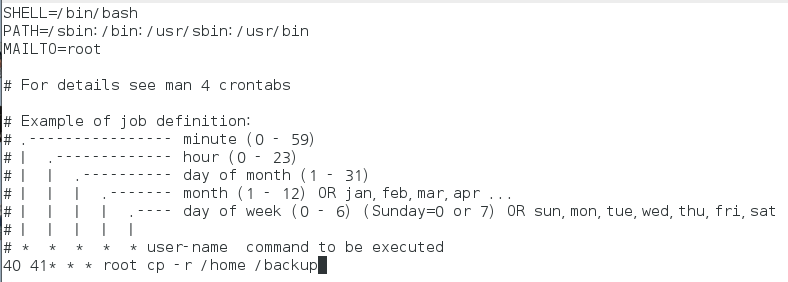 SHELL=/bin/bash
PATH=/sbin:/bin:/usr/sbin:/usr/bin
MAILTO=root
# For details see man 4 crontabs
# Example of job definition:
# .---------------- minute (0 - 59)
# |  .------------- hour (0 - 23)
# |  |  .---------- day of month (1 - 31)
# |  |  |  .------- month (1 - 12) OR jan,feb,mar,apr ...
# |  |  |  |  .---- day of week (0 - 6) (Sunday=0 or 7) OR sun,mon,tue,wed,thu,fri,sat
# |  |  |  |  |
# *  *  *  *  * user-name  command to be executed
40 41* * * root cp -r /home /backup